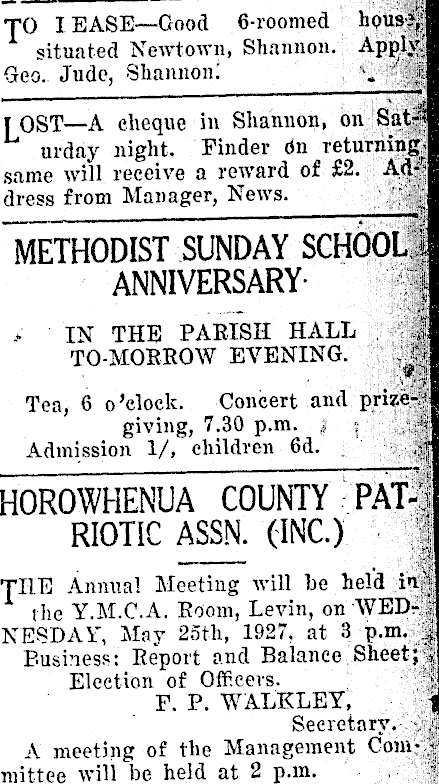 TO LEASE—Good 6-roomed house,
situated Newtown, Shannon. Apply
Geo. Jude, Shannon.
LOST—A cheque in Shannon, on Sat-
urday night. Finder on returning
same will receive a reward of £2. Ad-
dress from Manager, News.
METHODIST SUNDAY SCHOOL
ANNIVERSARY.
IN THE PARISH HALL
TO-MORROW EVENING.
Tea, 6 o'clock. Concert and prize-
giving, 7.30 p.m.
Admission 1/, children 6d.
HOROWHENUA COUNTY PAT-
RIOTIC ASSN. (INC.)
THE Annual Meeting will be held in
the Y.M.C.A. Room, Levin, on WED-
NESDAY, May 25th, 1927, at 3 p.m.
Business: Report and Balance Sheet;
Election of Officers.
F. P. WALKLEY,
Secretary.
A meeting of the Management Com-
mittee will be held at 2 p.m.